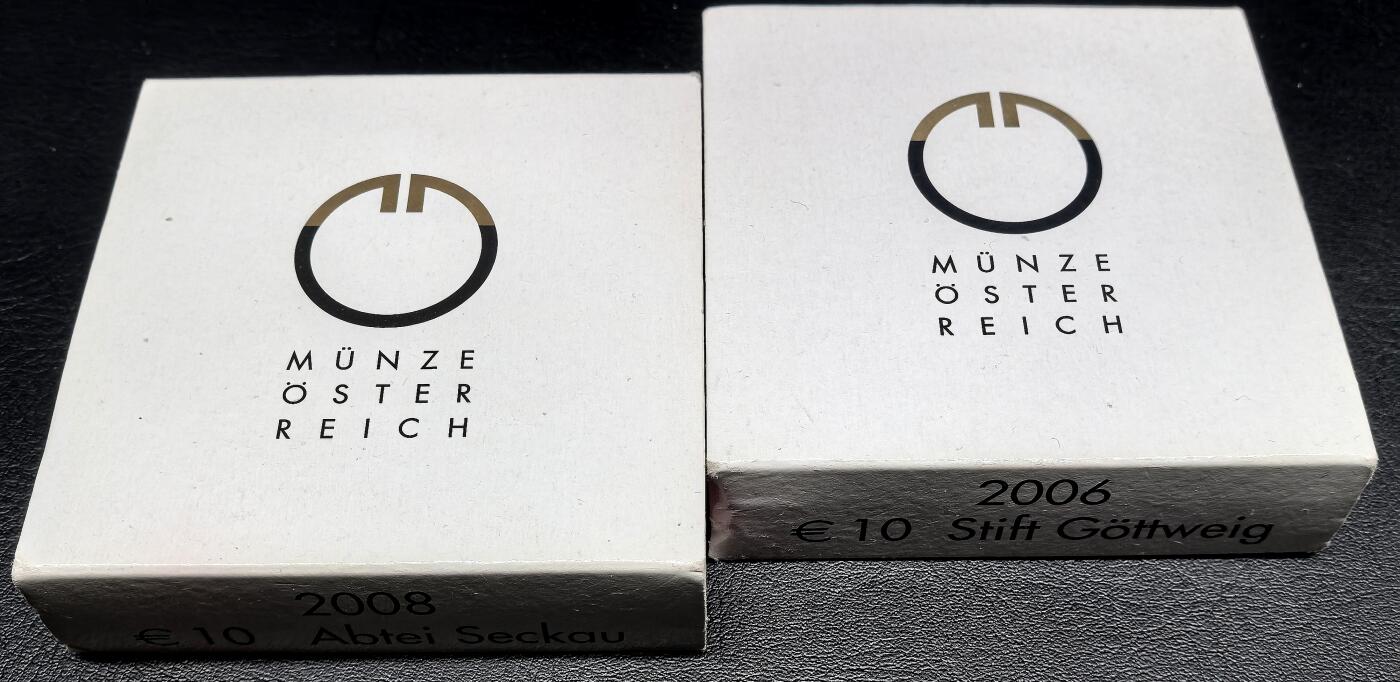 MÜNZE
ÖSTER
REICH
2008
€ 10 Abtei Seckau
MÜNZE
ÖSTER
REICH
2006
€ 10 Stift Göttweig